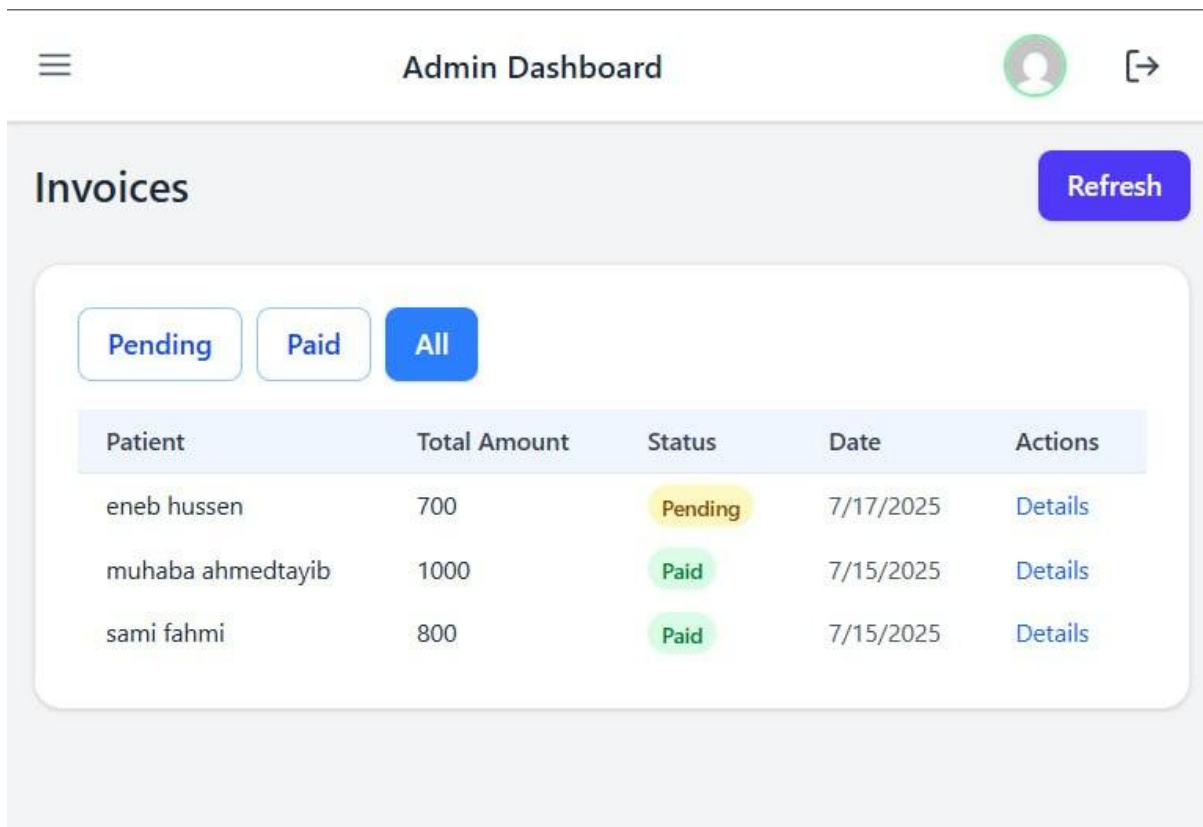 Admin Dashboard
Invoices Refresh
Pending Paid All
Patient Total Amount Status Date Actions
eneb hussen 700 Pending 7/17/2025 Details
muhaba ahmedtayib 1000 Paid 7/15/2025 Details
sami fahmi 800 Paid 7/15/2025 Details